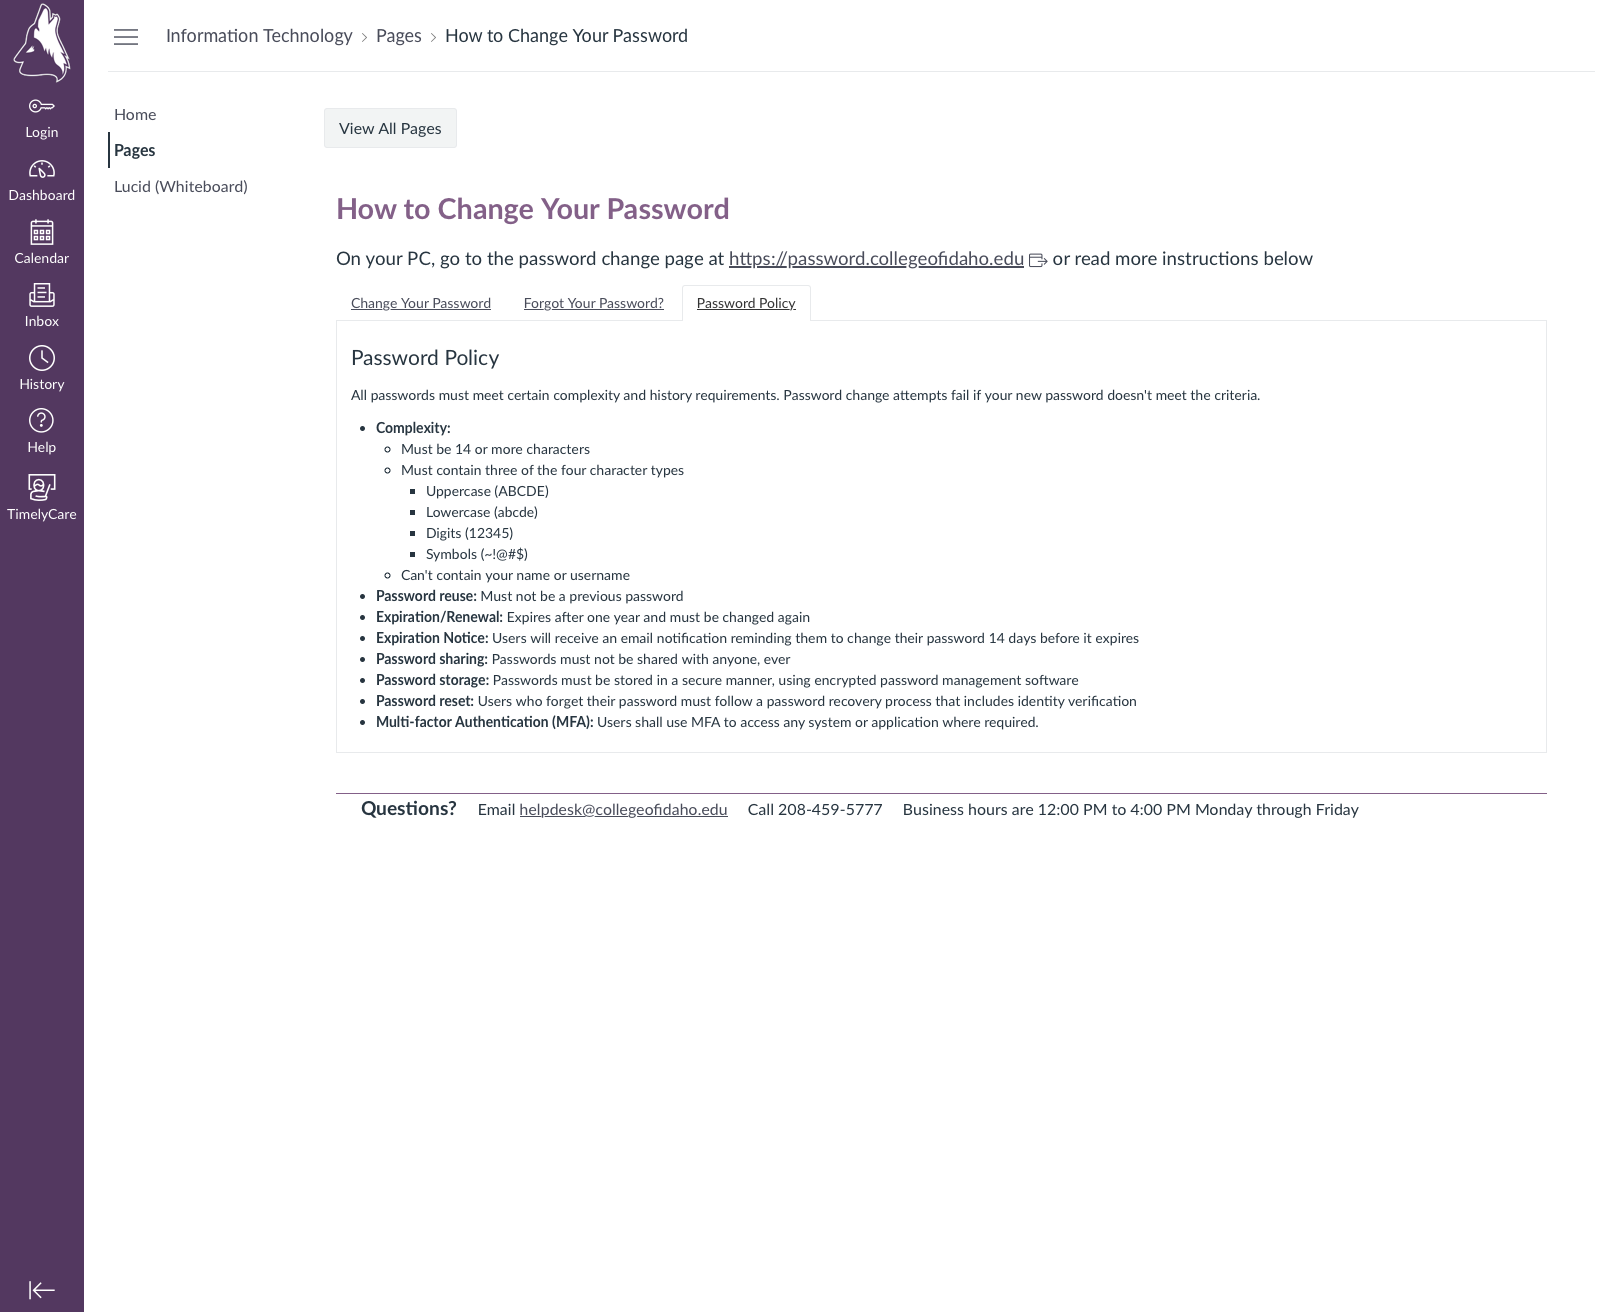 Information Technology › Pages › How to Change Your Password
Login
Dashboard
Calendar
Inbox
History
Help
TimelyCare
Home
Pages
Lucid (Whiteboard)
View All Pages
How to Change Your Password
On your PC, go to the password change page at https://password.collegeofidaho.edu or read more instructions below
Change Your Password Forgot Your Password? Password Policy
Password Policy
All passwords must meet certain complexity and history requirements. Password change attempts fail if your new password doesn't meet the criteria.
Complexity:
Must be 14 or more characters
Must contain three of the four character types
Uppercase (ABCDE)
Lowercase (abcde)
Digits (12345)
Symbols (~!@#$)
Can't contain your name or username
Password reuse: Must not be a previous password
Expiration/Renewal: Expires after one year and must be changed again
Expiration Notice: Users will receive an email notification reminding them to change their password 14 days before it expires
Password sharing: Passwords must not be shared with anyone, ever
Password storage: Passwords must be stored in a secure manner, using encrypted password management software
Password reset: Users who forget their password must follow a password recovery process that includes identity verification
Multi-factor Authentication (MFA): Users shall use MFA to access any system or application where required.
Questions? Email helpdesk@collegeofidaho.edu Call 208-459-5777 Business hours are 12:00 PM to 4:00 PM Monday through Friday